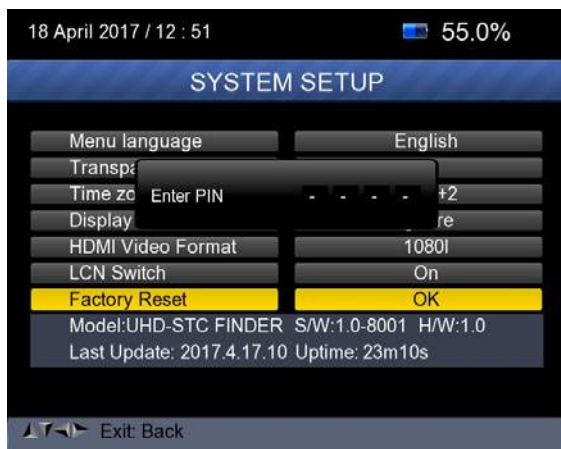 18 April 2017 / 12 : 51 55.0%
SYSTEM SETUP
Menu language English
Transpa
Time zo +2
Enter PIN - - - -
Display re
HDMI Video Format 1080I
LCN Switch On
Factory Reset OK
Model:UHD-STC FINDER S/W:1.0-8001 H/W:1.0
Last Update: 2017.4.17.10 Uptime: 23m10s
Exit: Back